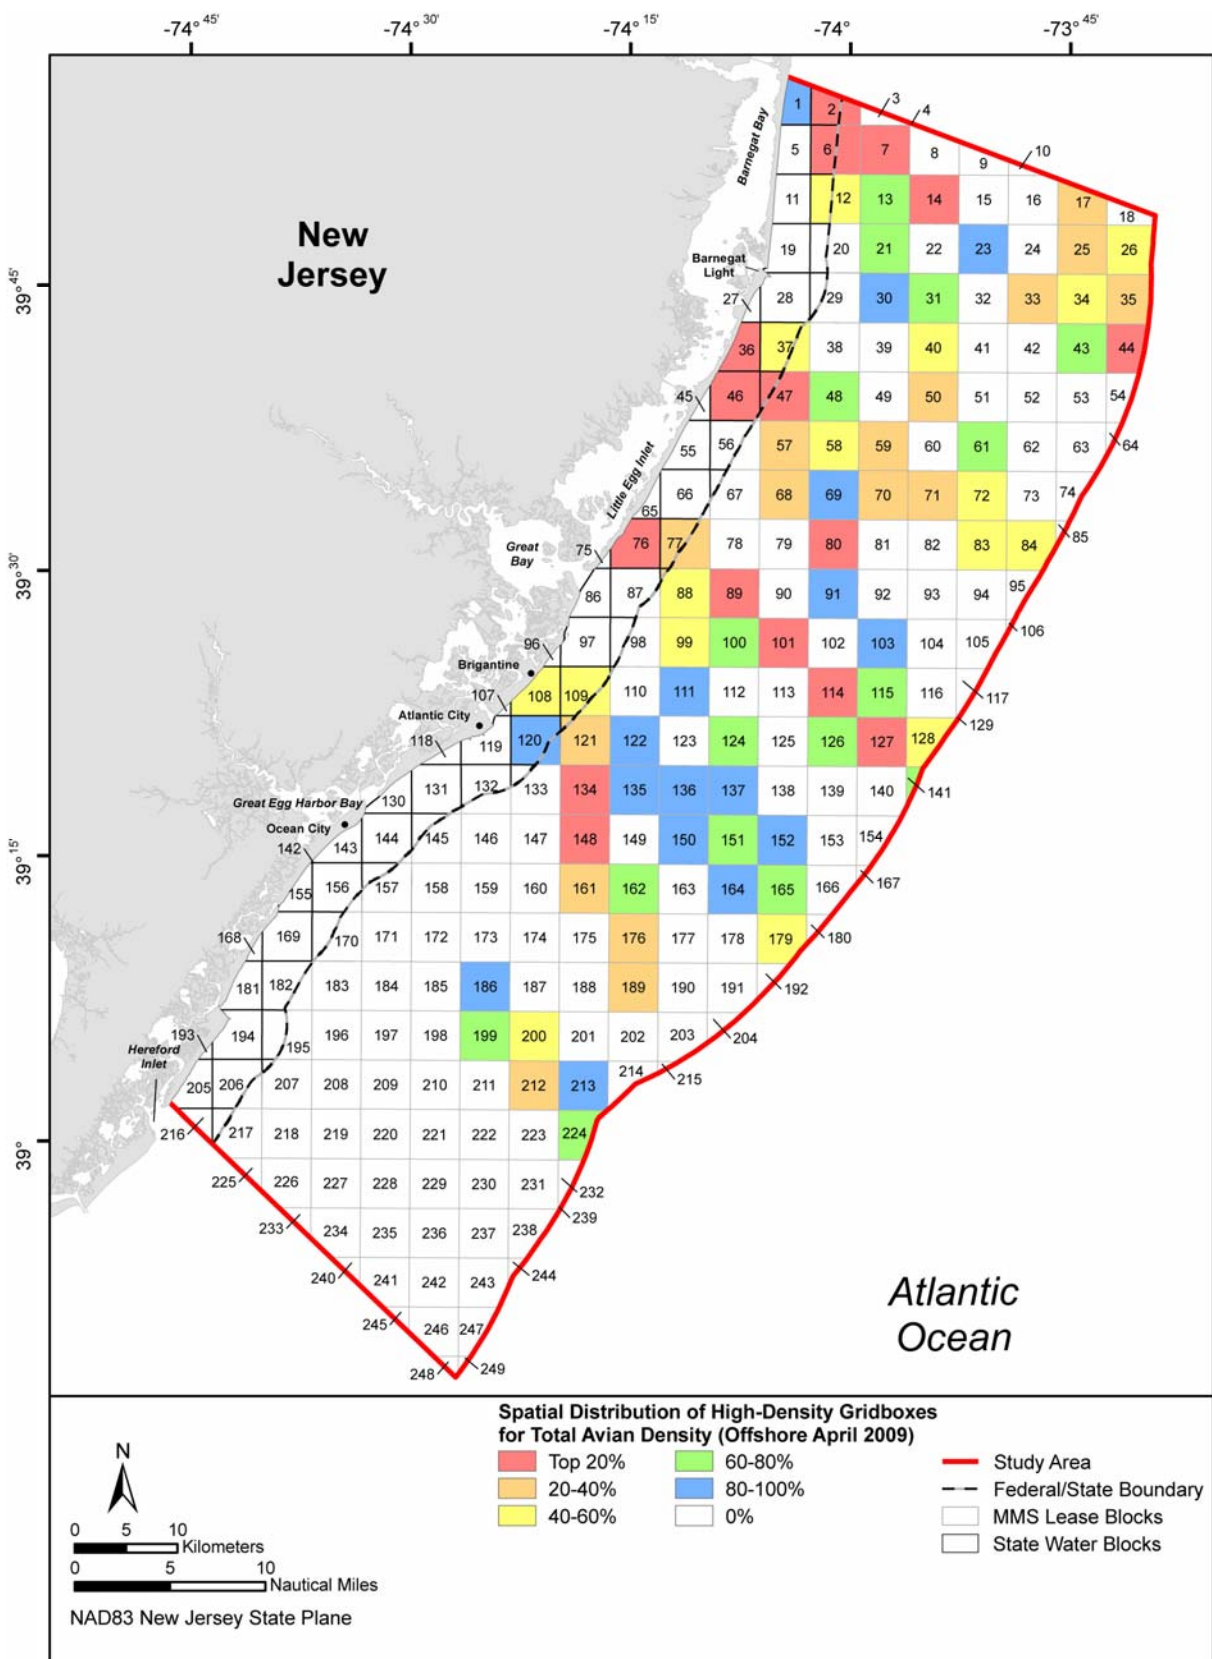 -74° 45'
-74° 30'
-74° 15'
-74°
-73° 45'
39° 45'
39° 30'
39° 15'
39°
New
Jersey
Barnegat Bay
Barnegat
Light
Little Egg Inlet
Great
Bay
Brigantine
Atlantic City
Great Egg Harbor Bay
Ocean City
Hereford
Inlet
Atlantic
Ocean
1 2 3 4
5 6 7 8 9 10
11 12 13 14 15 16 17 18
19 20 21 22 23 24 25 26
27 28 29 30 31 32 33 34 35
36 37 38 39 40 41 42 43 44
45 46 47 48 49 50 51 52 53 54
55 56 57 58 59 60 61 62 63 64
65 66 67 68 69 70 71 72 73 74
75 76 77 78 79 80 81 82 83 84 85
86 87 88 89 90 91 92 93 94 95
96 97 98 99 100 101 102 103 104 105 106
107 108 109 110 111 112 113 114 115 116 117
118 119 120 121 122 123 124 125 126 127 128 129
130 131 132 133 134 135 136 137 138 139 140 141
142 143 144 145 146 147 148 149 150 151 152 153 154
155 156 157 158 159 160 161 162 163 164 165 166 167
168 169 170 171 172 173 174 175 176 177 178 179 180
181 182 183 184 185 186 187 188 189 190 191 192
193 194 195 196 197 198 199 200 201 202 203 204
205 206 207 208 209 210 211 212 213 214 215
216 217 218 219 220 221 222 223 224
225 226 227 228 229 230 231 232
233 234 235 236 237 238 239
240 241 242 243 244
245 246 247
248 249
N
0 5 10
Kilometers
0 5 10
Nautical Miles
NAD83 New Jersey State Plane
Spatial Distribution of High-Density Gridboxes
for Total Avian Density (Offshore April 2009)
Top 20%
20-40%
40-60%
60-80%
80-100%
0%
Study Area
Federal/State Boundary
MMS Lease Blocks
State Water Blocks